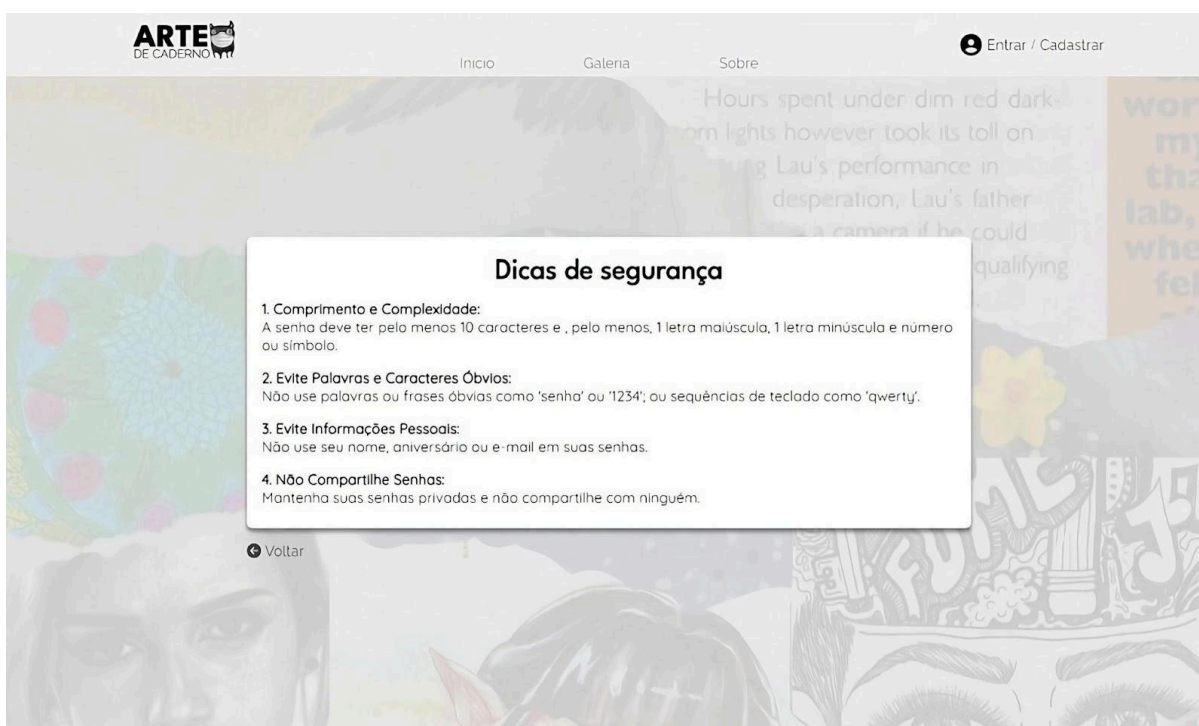 ARTE
DE CADERNO
Início
Galeria
Sobre
Entrar / Cadastrar
Hours spent under dim red dark-
lights however took its toll on
Lau's performance in
desperation, Lau's father
a camera if he could
qualifying
my
lab,
Dicas de segurança
1. Comprimento e Complexidade:
A senha deve ter pelo menos 10 caracteres e , pelo menos, 1 letra maiúscula, 1 letra minúscula e número
ou símbolo.
2. Evite Palavras e Caracteres Óbvios:
Não use palavras ou frases óbvias como 'senha' ou '1234'; ou sequências de teclado como 'qwerty'.
3. Evite Informações Pessoais:
Não use seu nome, aniversário ou e-mail em suas senhas.
4. Não Compartilhe Senhas:
Mantenha suas senhas privadas e não compartilhe com ninguém.
Voltar